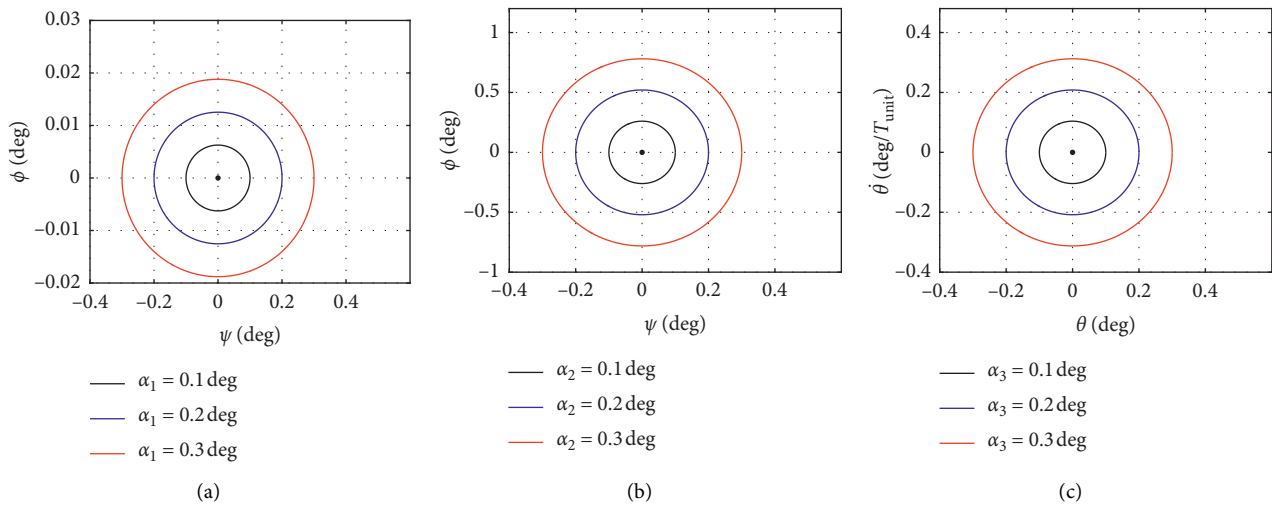 0.03
0.02
0.01
0
−0.01
−0.02
ϕ (deg)
−0.4 −0.2 0 0.2 0.4
ψ (deg)
α1 = 0.1 deg
α1 = 0.2 deg
α1 = 0.3 deg
(a)
1
0.5
0
−0.5
−1
ϕ (deg)
−0.4 −0.2 0 0.2 0.4
ψ (deg)
α2 = 0.1 deg
α2 = 0.2 deg
α2 = 0.3 deg
(b)
0.4
0.2
0
−0.2
−0.4
θ̇ (deg/Tunit)
−0.4 −0.2 0 0.2 0.4
θ (deg)
α3 = 0.1 deg
α3 = 0.2 deg
α3 = 0.3 deg
(c)